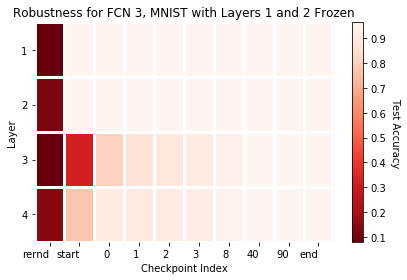 Robustness for FCN 3, MNIST with Layers 1 and 2 Frozen
Layer
1
2
3
4
rernd start 0 1 2 3 8 40 90 end
Checkpoint Index
0.9
0.8
0.7
0.6
0.5
0.4
0.3
0.2
0.1
Test Accuracy